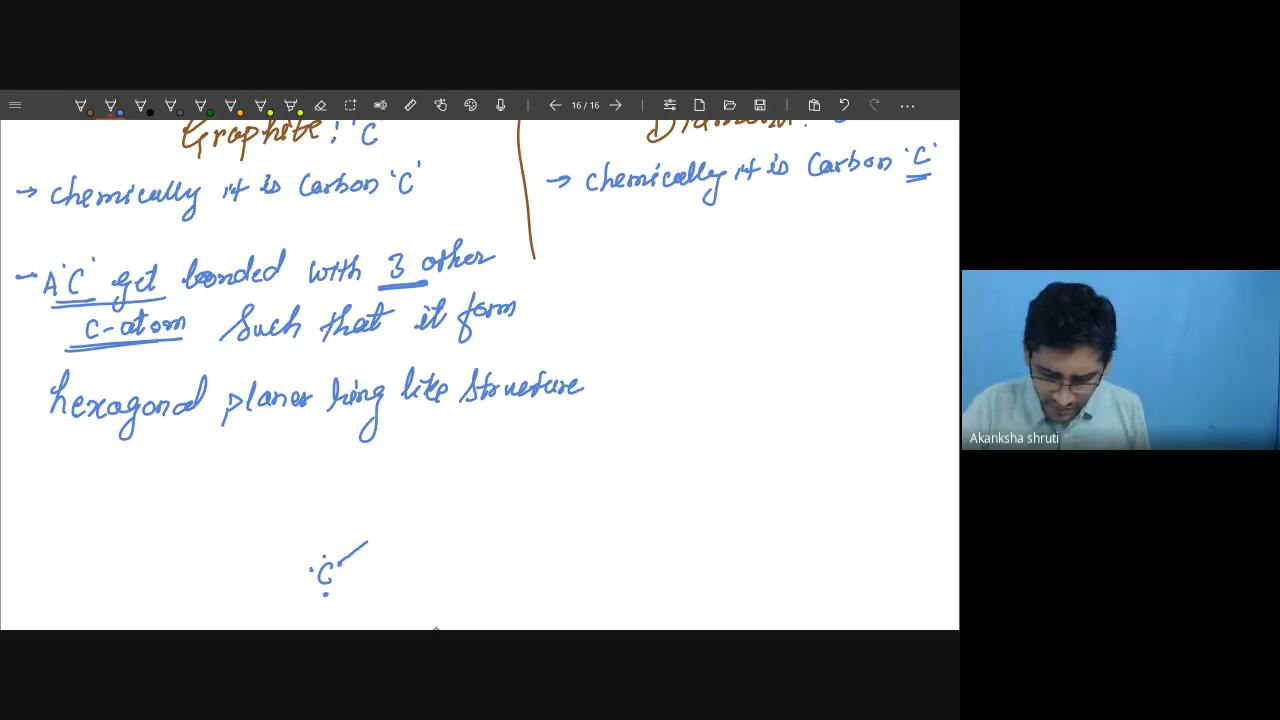 16/16
Graphite: 'C'
Diamond: C
→ chemically it is Carbon 'C'
→ chemically it is Carbon 'C'
– A 'C' get bonded with 3 other
C-atom such that it form
hexagonal planer ring like structure
C
Akanksha shruti